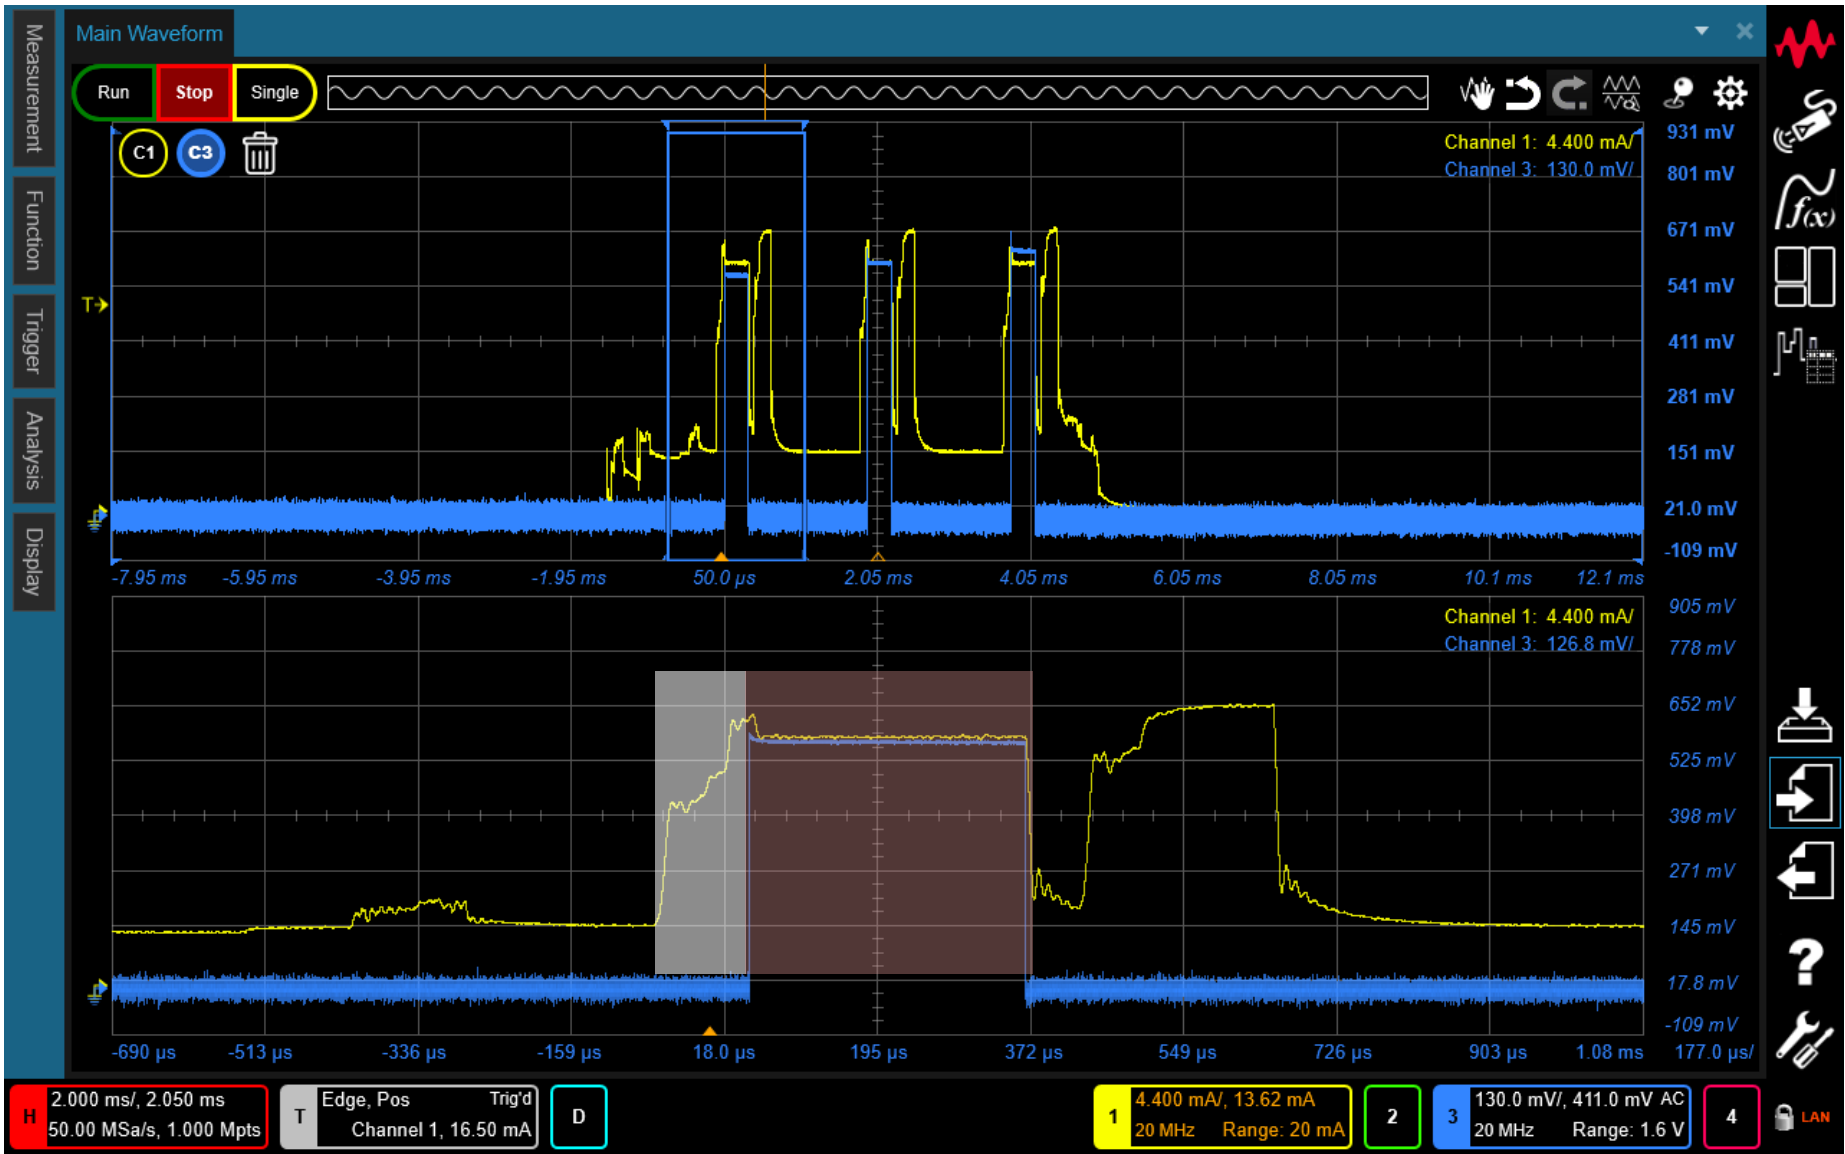 Main Waveform
Measurement
Function
Trigger
Analysis
Display
Run
Stop
Single
C1
C3
Channel 1: 4.400 mA/
Channel 3: 130.0 mV/
931 mV
801 mV
671 mV
541 mV
411 mV
281 mV
151 mV
21.0 mV
-109 mV
T
-7.95 ms -5.95 ms -3.95 ms -1.95 ms 50.0 µs 2.05 ms 4.05 ms 6.05 ms 8.05 ms 10.1 ms 12.1 ms
Channel 1: 4.400 mA/
Channel 3: 126.8 mV/
905 mV
778 mV
652 mV
525 mV
398 mV
271 mV
145 mV
17.8 mV
-109 mV
-690 µs -513 µs -336 µs -159 µs 18.0 µs 195 µs 372 µs 549 µs 726 µs 903 µs 1.08 ms 177.0 µs/
f(x)
?
H
2.000 ms/, 2.050 ms
50.00 MSa/s, 1.000 Mpts
T
Edge, Pos Trig'd
Channel 1, 16.50 mA
D
1
4.400 mA/, 13.62 mA
20 MHz Range: 20 mA
2
3
130.0 mV/, 411.0 mV AC
20 MHz Range: 1.6 V
4
LAN